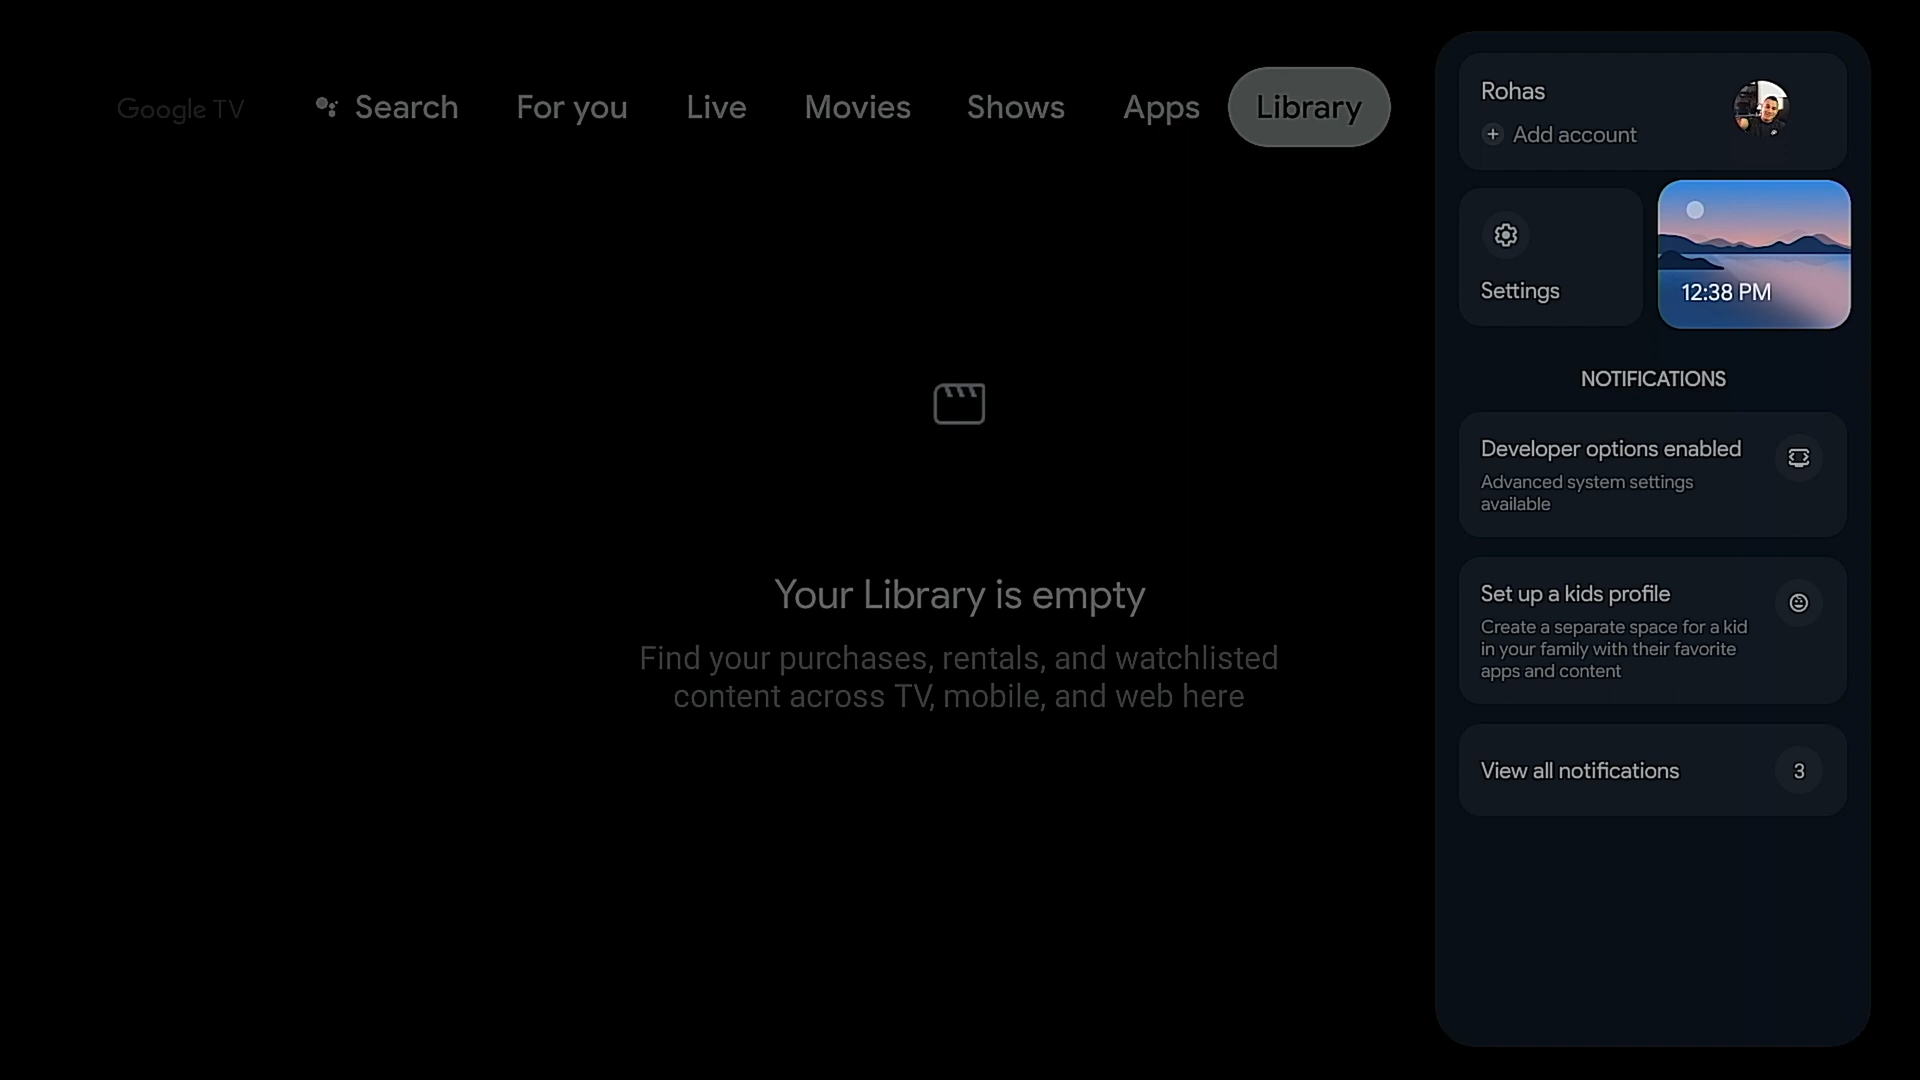 Google TV
Search
For you
Live
Movies
Shows
Apps
Library
Your Library is empty
Find your purchases, rentals, and watchlisted
content across TV, mobile, and web here
Rohas
Add account
Settings
12:38 PM
NOTIFICATIONS
Developer options enabled
Advanced system settings
available
Set up a kids profile
Create a separate space for a kid
in your family with their favorite
apps and content
View all notifications
3